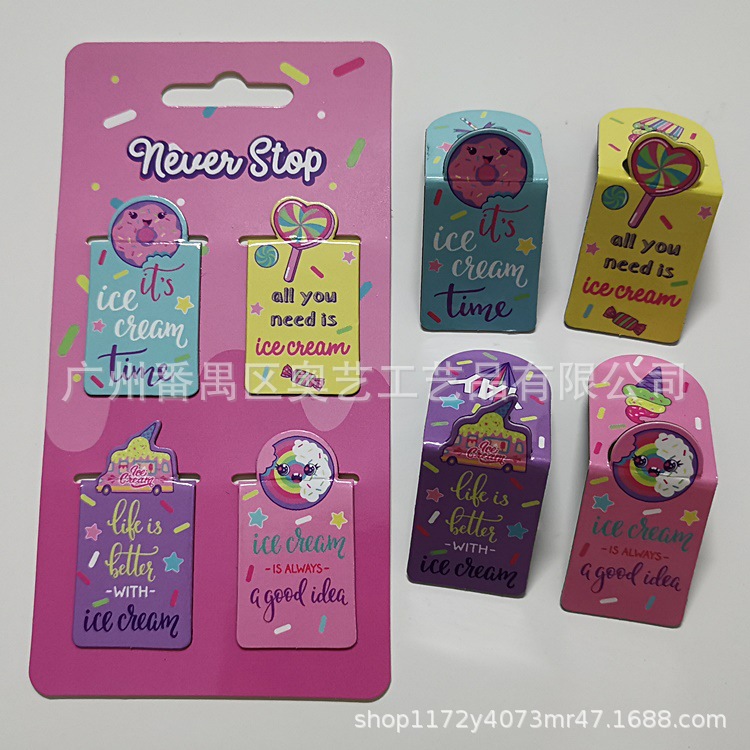 Never Stop
it's
ice
cream
time
all you
need is
ice cream
Ice
Cream
life is
better
-WITH-
ice cream
ice cream
-IS ALWAYS-
a good idea
it's
ice
cream
time
all you
need is
ice cream
life is
better
-WITH-
ice cream
ice cream
-IS ALWAYS-
a good idea
广州番禺区奥艺工艺品有限公司
shop1172y4073mr47.1688.com